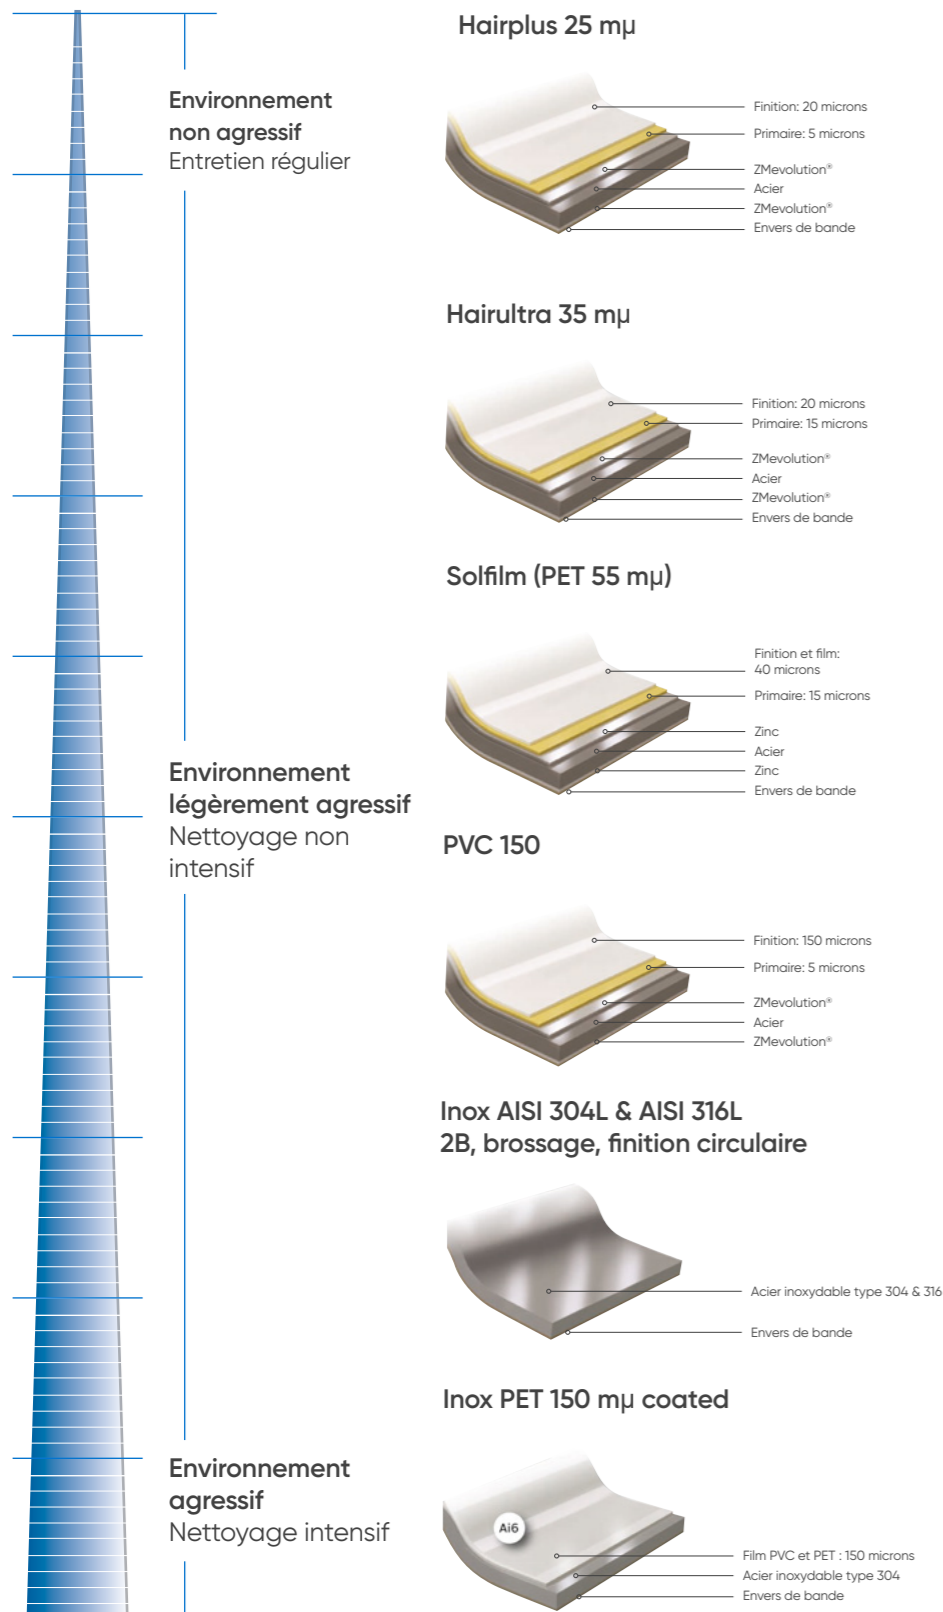 Hairplus 25 mµ
Environnement
non agressif
Entretien régulier
Finition: 20 microns
Primaire: 5 microns
ZMevolution®
Acier
ZMevolution®
Envers de bande
Hairultra 35 mµ
Finition: 20 microns
Primaire: 15 microns
ZMevolution®
Acier
ZMevolution®
Envers de bande
Solfilm (PET 55 mµ)
Finition et film:
40 microns
Primaire: 15 microns
Zinc
Acier
Zinc
Envers de bande
Environnement
légèrement agressif
Nettoyage non
intensif
PVC 150
Finition: 150 microns
Primaire: 5 microns
ZMevolution®
Acier
ZMevolution®
Inox AISI 304L & AISI 316L
2B, brossage, finition circulaire
Acier inoxydable type 304 & 316
Envers de bande
Inox PET 150 mµ coated
Environnement
agressif
Nettoyage intensif
Ai6
Film PVC et PET : 150 microns
Acier inoxydable type 304
Envers de bande